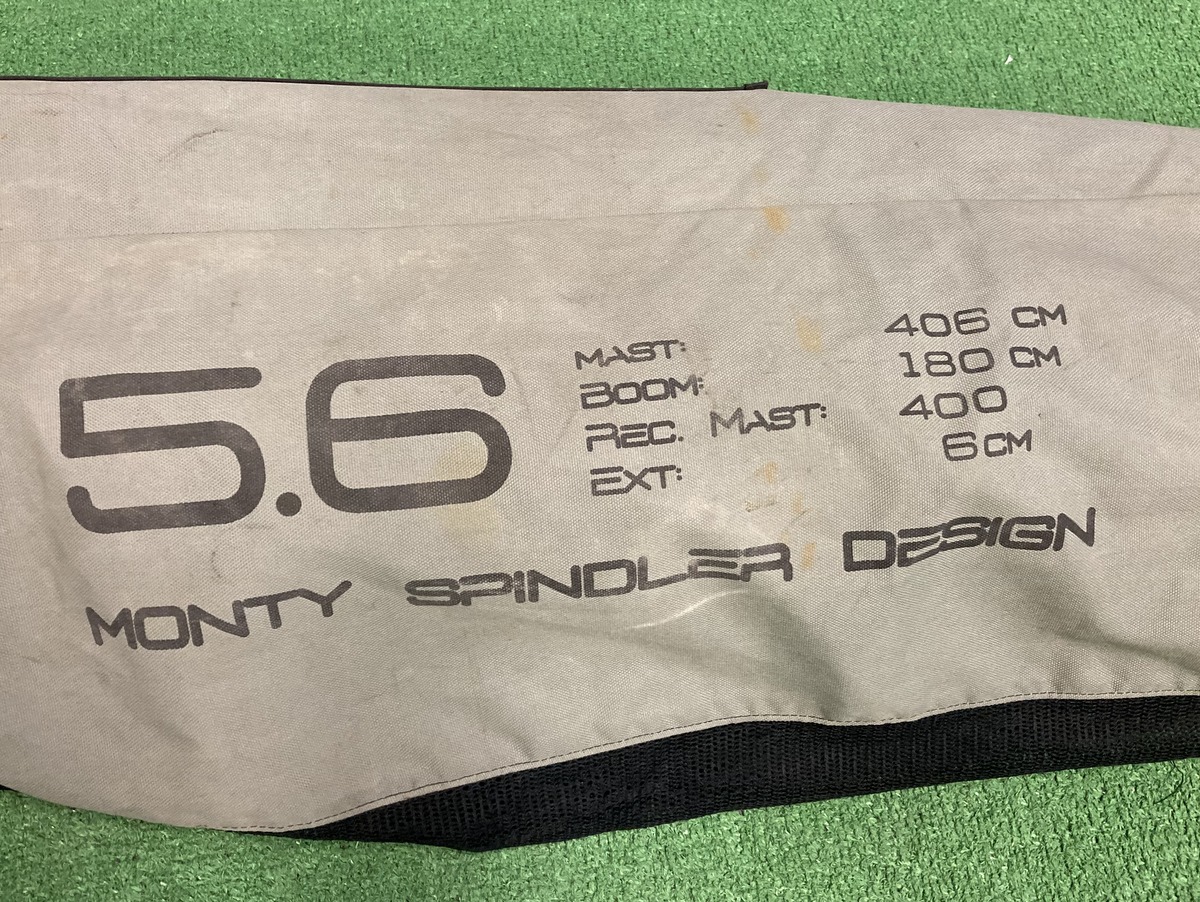 5.6
MAST: 406 CM
BOOM: 180 CM
REC. MAST: 400
EXT: 6 CM
MONTY SPINDLER DESIGN